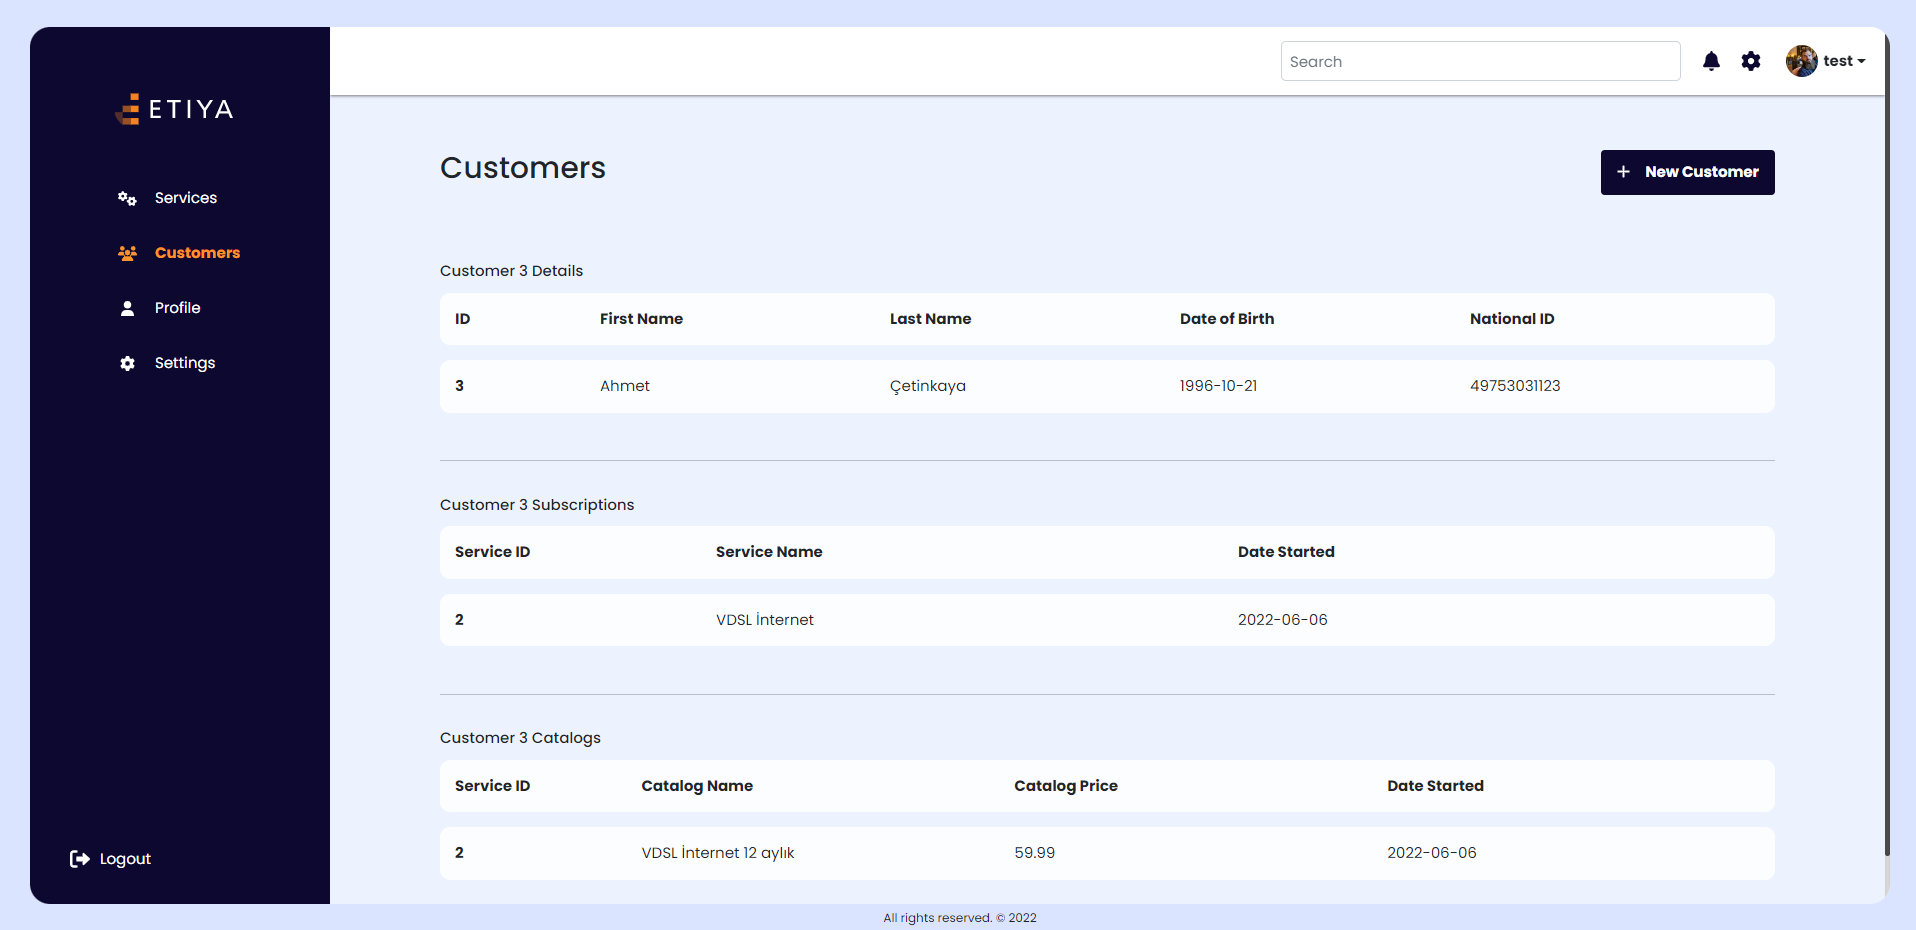 ETIYA
Services
Customers
Profile
Settings
Logout
Search
test
Customers
+ New Customer
Customer 3 Details
ID First Name Last Name Date of Birth National ID
3 Ahmet Çetinkaya 1996-10-21 49753031123
Customer 3 Subscriptions
Service ID Service Name Date Started
2 VDSL İnternet 2022-06-06
Customer 3 Catalogs
Service ID Catalog Name Catalog Price Date Started
2 VDSL İnternet 12 aylık 59.99 2022-06-06
All rights reserved. © 2022